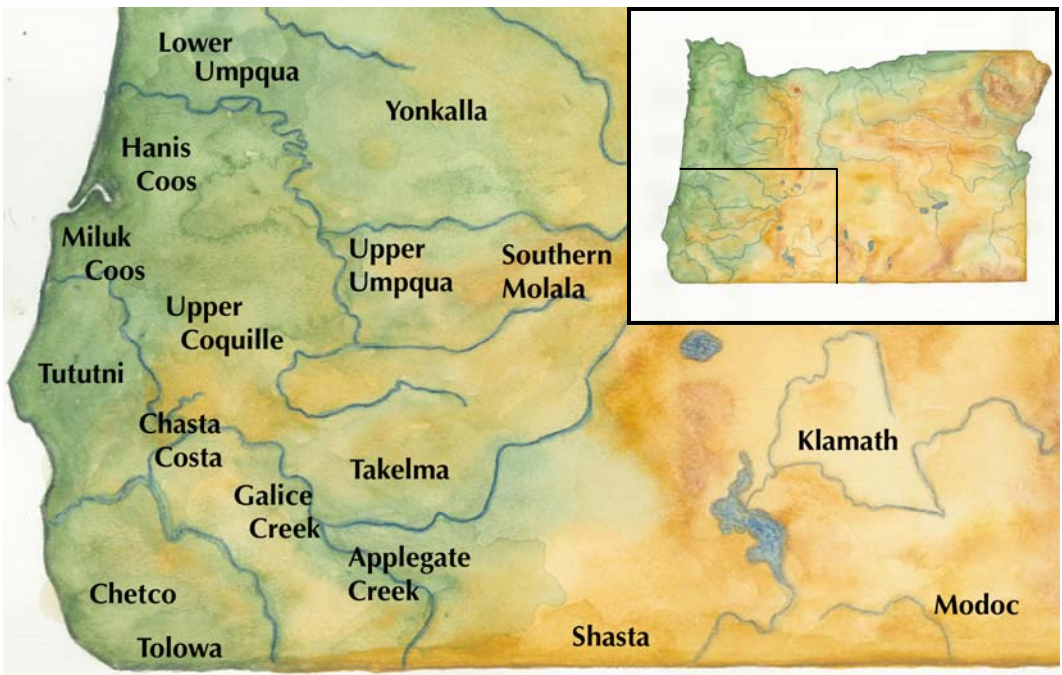 Lower
Umpqua
Yonkalla
Hanis
Coos
Miluk
Coos
Upper
Umpqua
Southern
Molala
Upper
Coquille
Tututni
Chasta
Costa
Takelma
Klamath
Galice
Creek
Applegate
Creek
Chetco
Modoc
Shasta
Tolowa